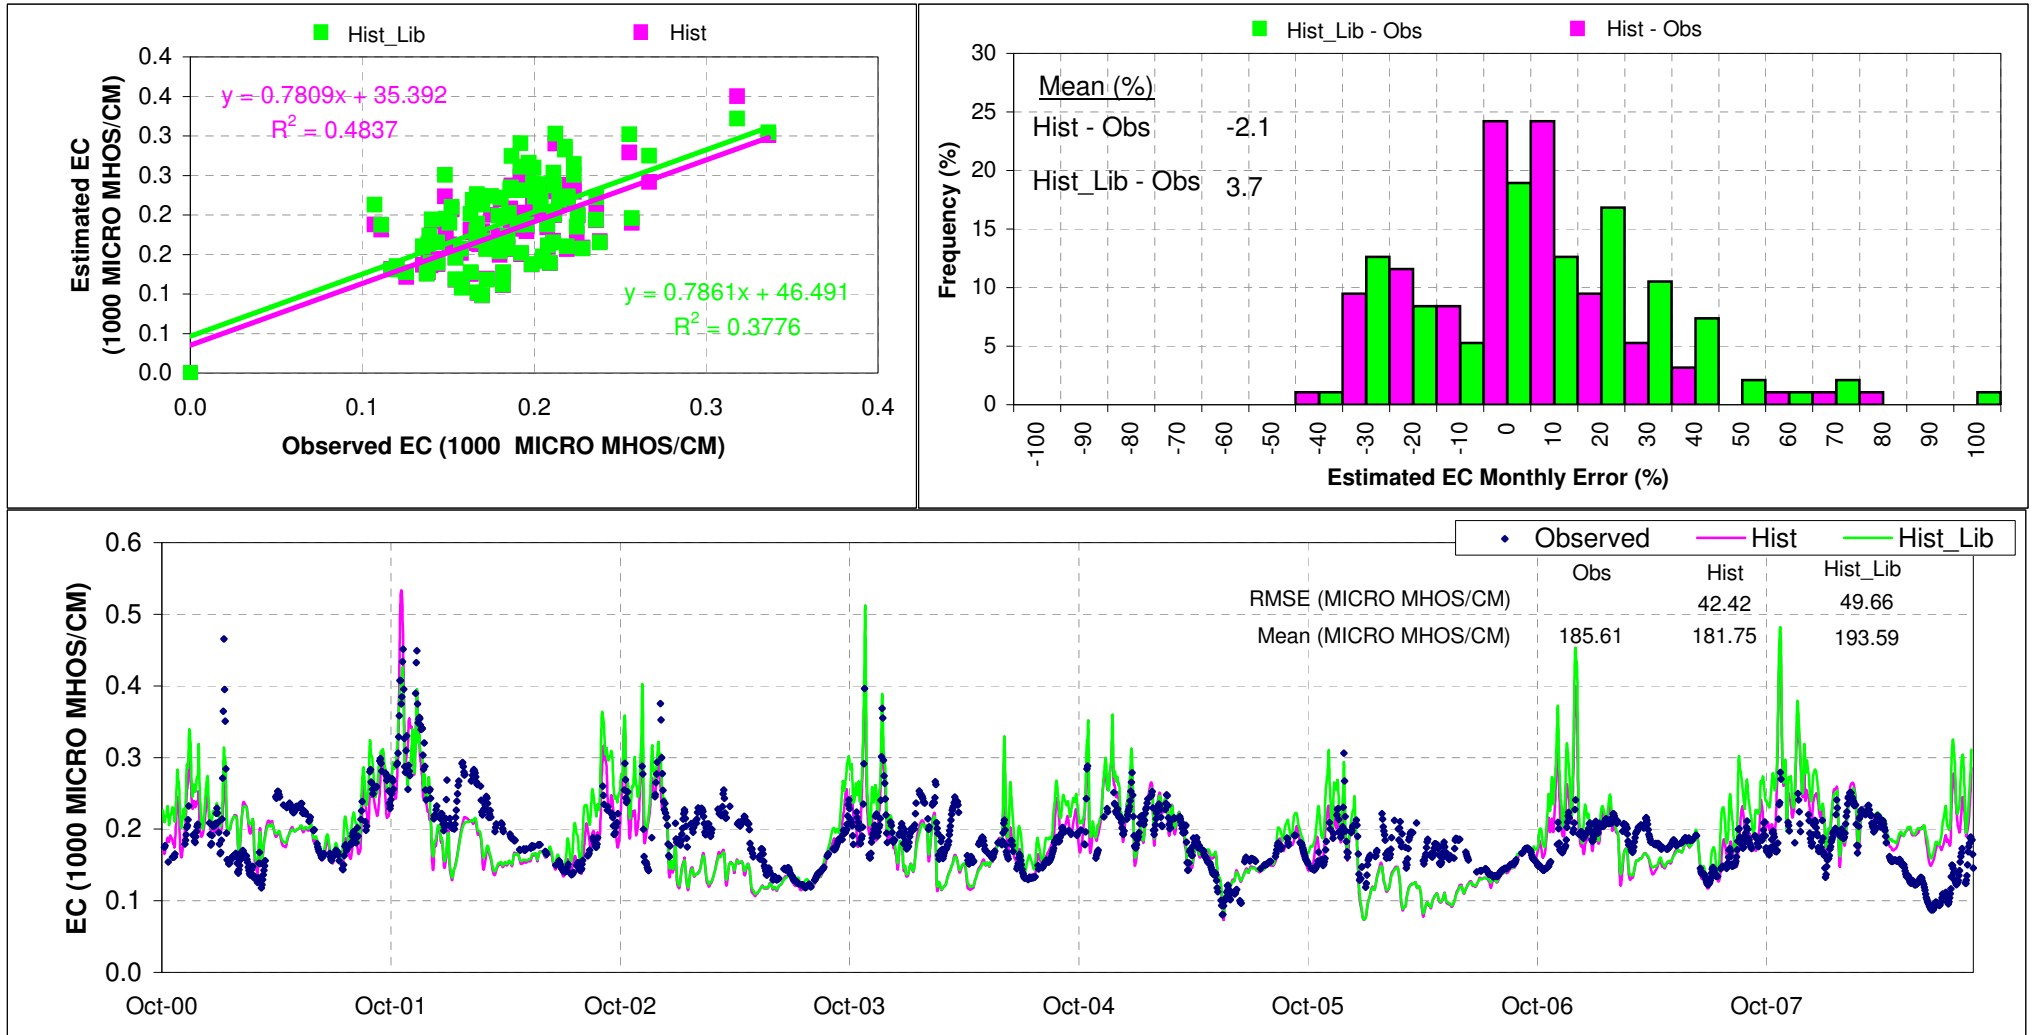 Hist_Lib
Hist
0.4
0.4
0.3
0.3
0.2
0.2
0.1
0.1
0.0
y = 0.7809x + 35.392
R² = 0.4837
y = 0.7861x + 46.491
R² = 0.3776
0.0 0.1 0.2 0.3 0.4
Estimated EC
(1000 MICRO MHOS/CM)
Observed EC (1000 MICRO MHOS/CM)
Hist_Lib - Obs
Hist - Obs
30
25
20
15
10
5
0
Mean (%)
Hist - Obs -2.1
Hist_Lib - Obs 3.7
Frequency (%)
-100 -90 -80 -70 -60 -50 -40 -30 -20 -10 0 10 20 30 40 50 60 70 80 90 100
Estimated EC Monthly Error (%)
Observed Hist Hist_Lib
Obs Hist Hist_Lib
RMSE (MICRO MHOS/CM) 42.42 49.66
Mean (MICRO MHOS/CM) 185.61 181.75 193.59
0.6
0.5
0.4
0.3
0.2
0.1
0.0
EC (1000 MICRO MHOS/CM)
Oct-00 Oct-01 Oct-02 Oct-03 Oct-04 Oct-05 Oct-06 Oct-07